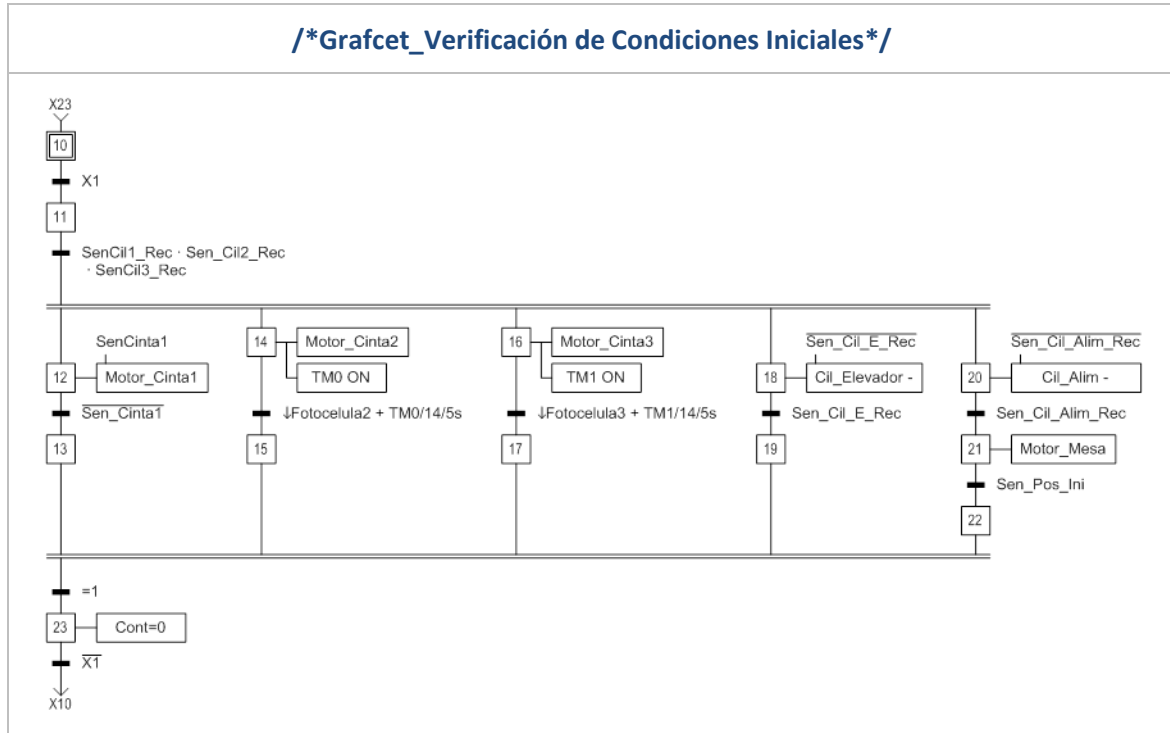 /*Grafcet_Verificación de Condiciones Iniciales*/
X23
10
X1
11
SenCil1_Rec · Sen_Cil2_Rec
· SenCil3_Rec
SenCinta1
12
Motor_Cinta1
Sen_Cinta1
13
14
Motor_Cinta2
TM0 ON
↓Fotocelula2 + TM0/14/5s
15
16
Motor_Cinta3
TM1 ON
↓Fotocelula3 + TM1/14/5s
17
Sen_Cil_E_Rec
18
Cil_Elevador -
Sen_Cil_E_Rec
19
Sen_Cil_Alim_Rec
20
Cil_Alim -
Sen_Cil_Alim_Rec
21
Motor_Mesa
Sen_Pos_Ini
22
=1
23
Cont=0
X1
X10